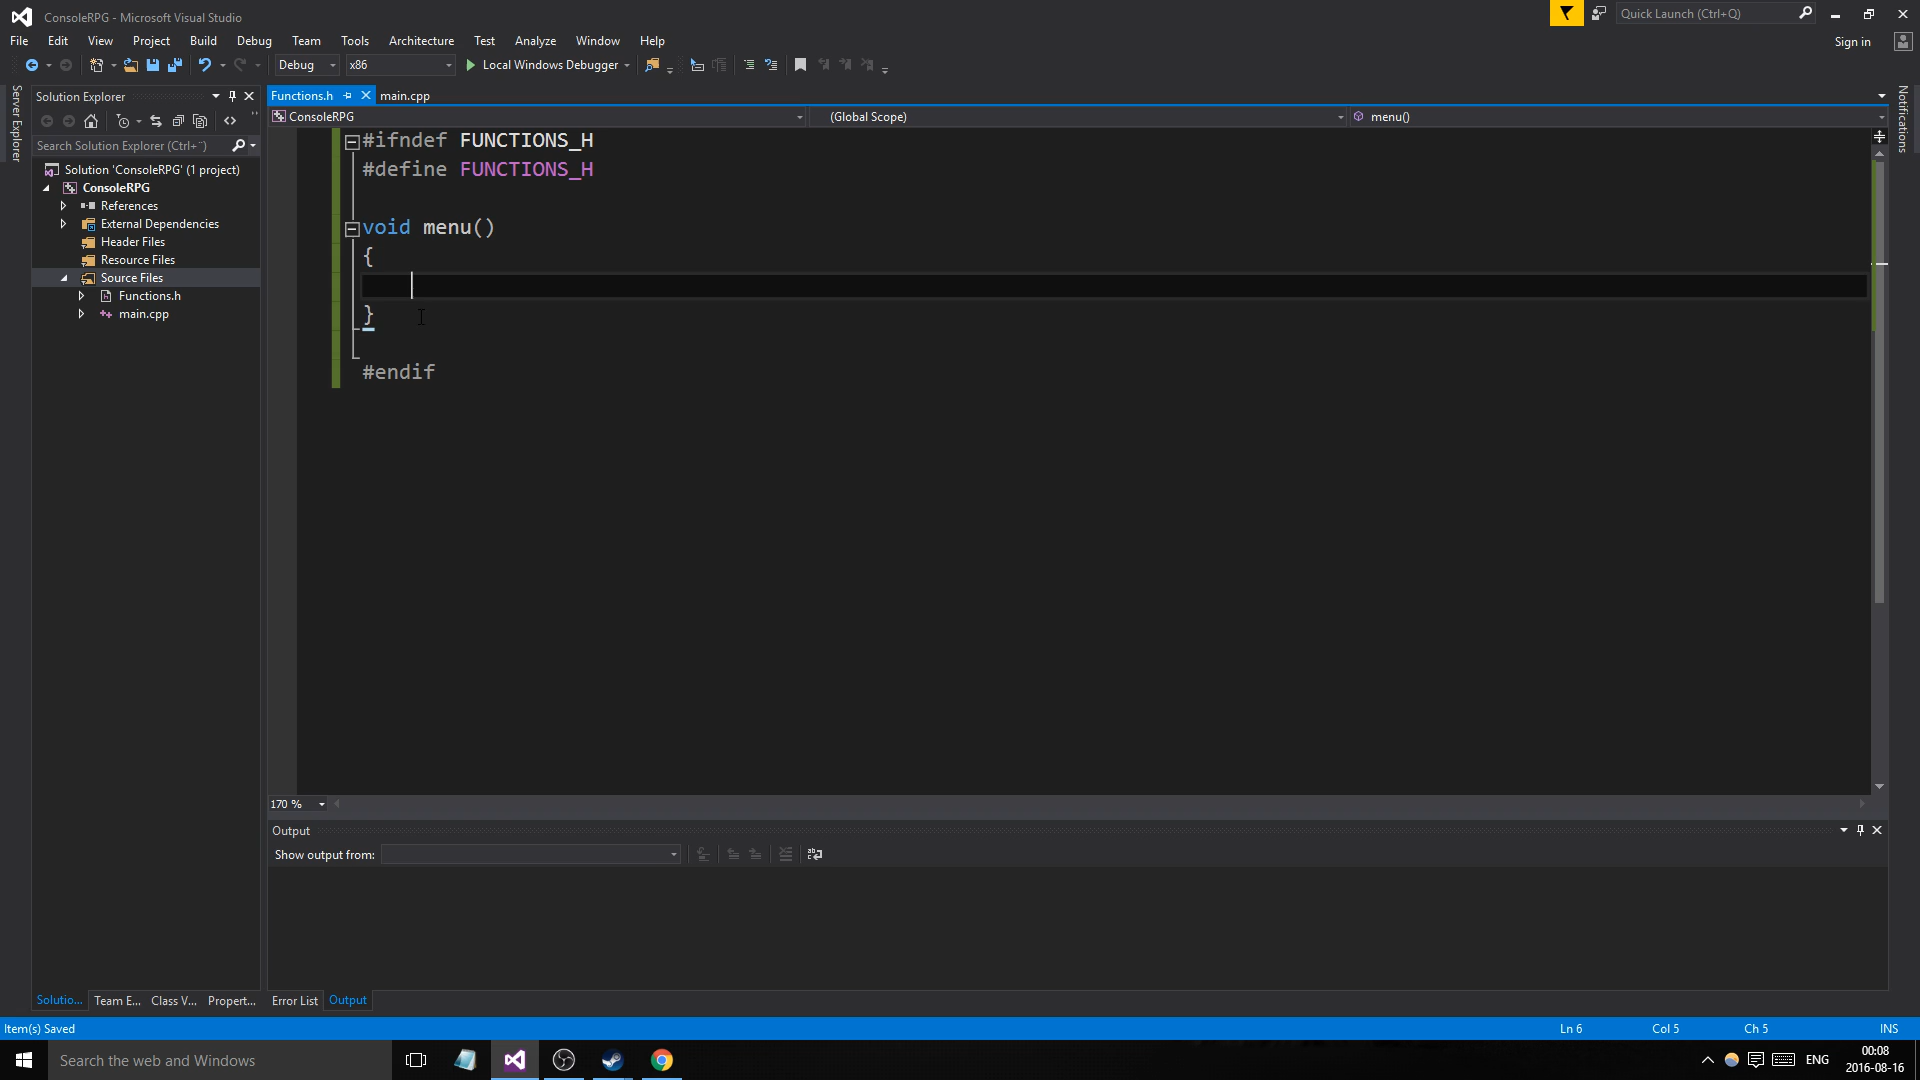 ConsoleRPG - Microsoft Visual Studio
Quick Launch (Ctrl+Q)
File Edit View Project Build Debug Team Tools Architecture Test Analyze Window Help
Sign in
Debug x86 Local Windows Debugger
Server Explorer
Solution Explorer
Functions.h main.cpp
Notifications
ConsoleRPG (Global Scope) menu()
Search Solution Explorer (Ctrl+¨)
Solution 'ConsoleRPG' (1 project)
ConsoleRPG
References
External Dependencies
Header Files
Resource Files
Source Files
Functions.h
main.cpp
#ifndef FUNCTIONS_H
#define FUNCTIONS_H
void menu()
{
}
#endif
170 %
Output
Show output from:
Solutio... Team E... Class V... Propert... Error List Output
Item(s) Saved
Ln 6 Col 5 Ch 5 INS
Search the web and Windows
ENG
00:08
2016-08-16